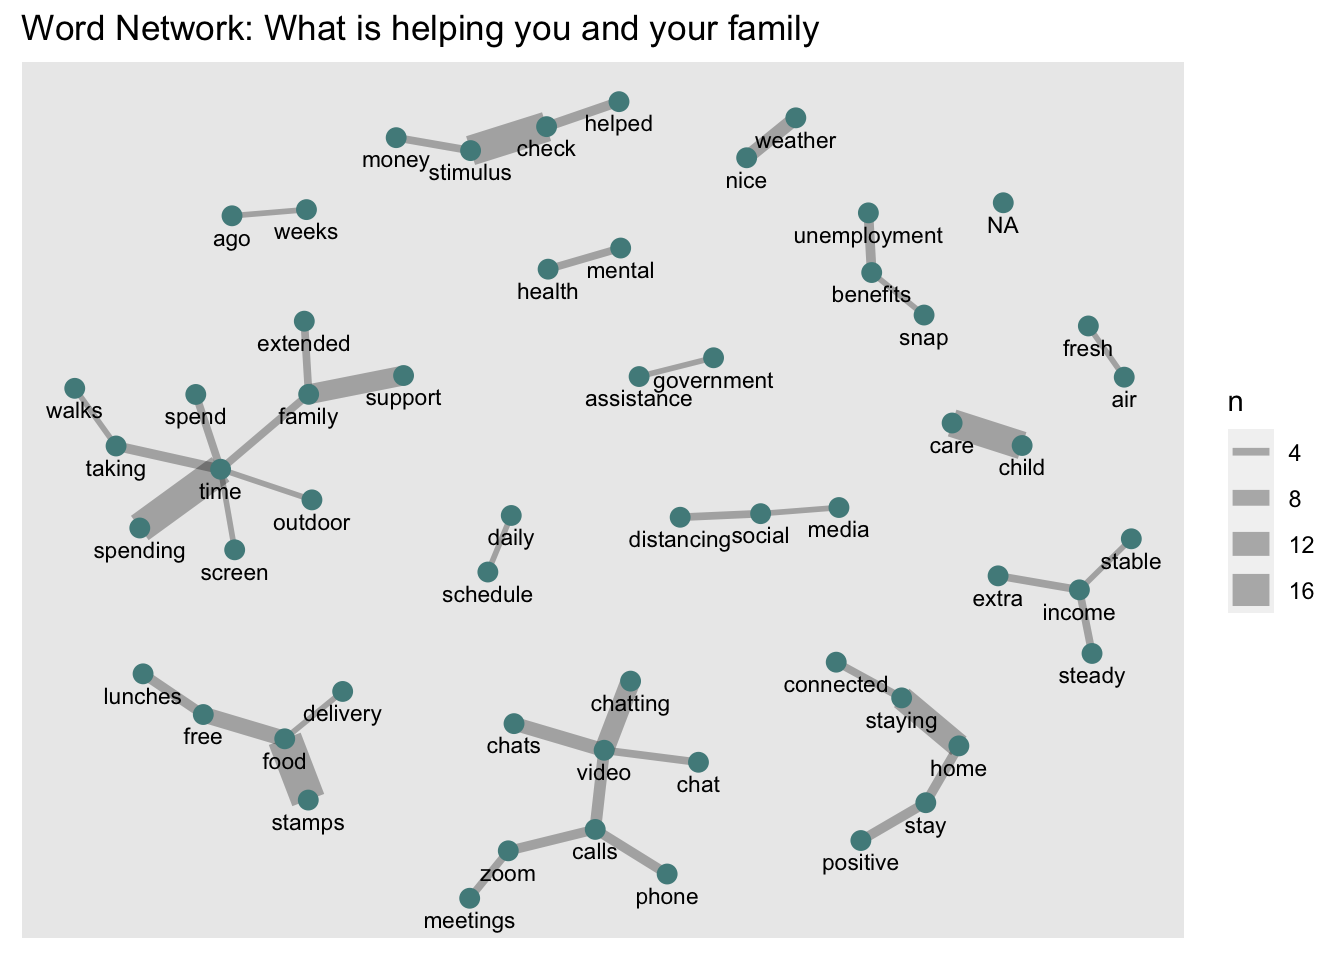 Word Network: What is helping you and your family
helped
weather
check
money
stimulus
nice
NA
ago
weeks
unemployment
mental
health
benefits
snap
extended
fresh
government
support
assistance
air
walks
spend
family
care
child
taking
time
outdoor
spending
screen
daily
distancing
social
media
schedule
stable
extra
income
steady
lunches
free
delivery
food
stamps
chatting
chats
video
chat
calls
zoom
phone
meetings
connected
staying
home
stay
positive
n
4
8
12
16